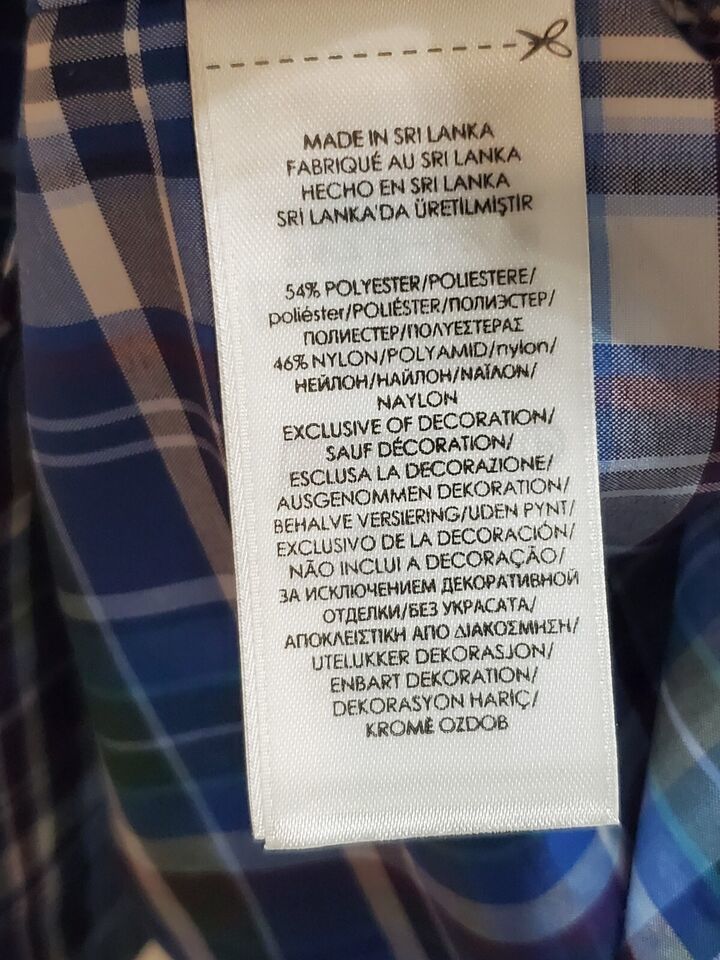 MADE IN SRI LANKA
FABRIQUÉ AU SRI LANKA
HECHO EN SRI LANKA
SRİ LANKA'DA ÜRETİLMİŞTİR
54% POLYESTER/POLIESTERE/
poliéster/POLIÉSTER/ПОЛИЭСТЕР/
ПОЛИЕСТЕР/ΠΟΛΥΕΣΤΕΡΑΣ
46% NYLON/POLYAMID/nylon/
НЕЙЛОН/НАЙЛОН/ΝΑΪΛΟΝ/
NAYLON
EXCLUSIVE OF DECORATION/
SAUF DÉCORATION/
ESCLUSA LA DECORAZIONE/
AUSGENOMMEN DEKORATION/
BEHALVE VERSIERING/UDEN PYNT/
EXCLUSIVO DE LA DECORACIÓN/
NÃO INCLUI A DECORAÇÃO/
ЗА ИСКЛЮЧЕНИЕМ ДЕКОРАТИВНОЙ
ОТДЕЛКИ/БЕЗ УКРАСАТА/
ΑΠΟΚΛΕΙΣΤΙΚΗ ΑΠΟ ΔΙΑΚΟΣΜΗΣΗ/
UTELUKKER DEKORASJON/
ENBART DEKORATION/
DEKORASYON HARİÇ/
KROMĚ OZDOB